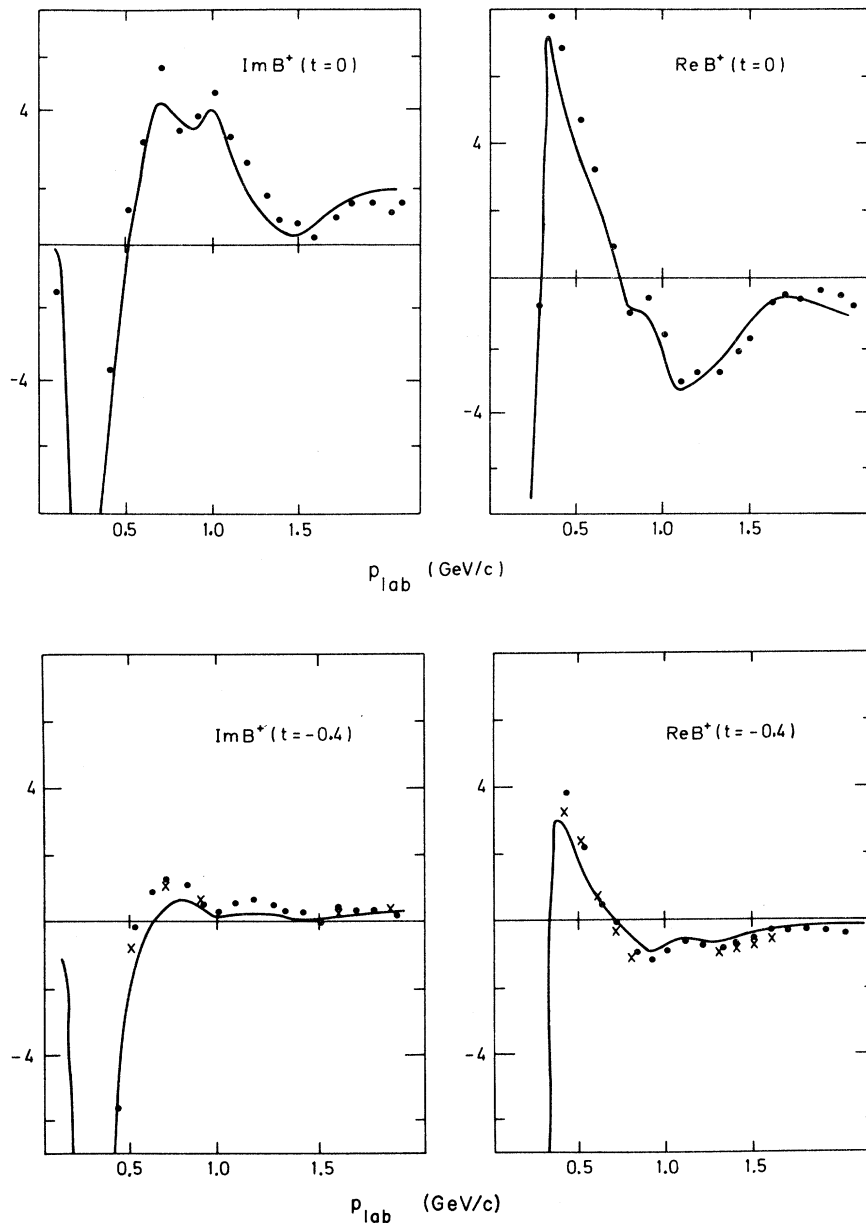 Im B⁺ (t = 0)
Re B⁺ (t = 0)
4
-4
4
-4
0.5 1.0 1.5
0.5 1.0 1.5
p_lab (GeV/c)
Im B⁺ (t = -0.4)
Re B⁺ (t = -0.4)
4
-4
4
-4
0.5 1.0 1.5
0.5 1.0 1.5
p_lab (GeV/c)